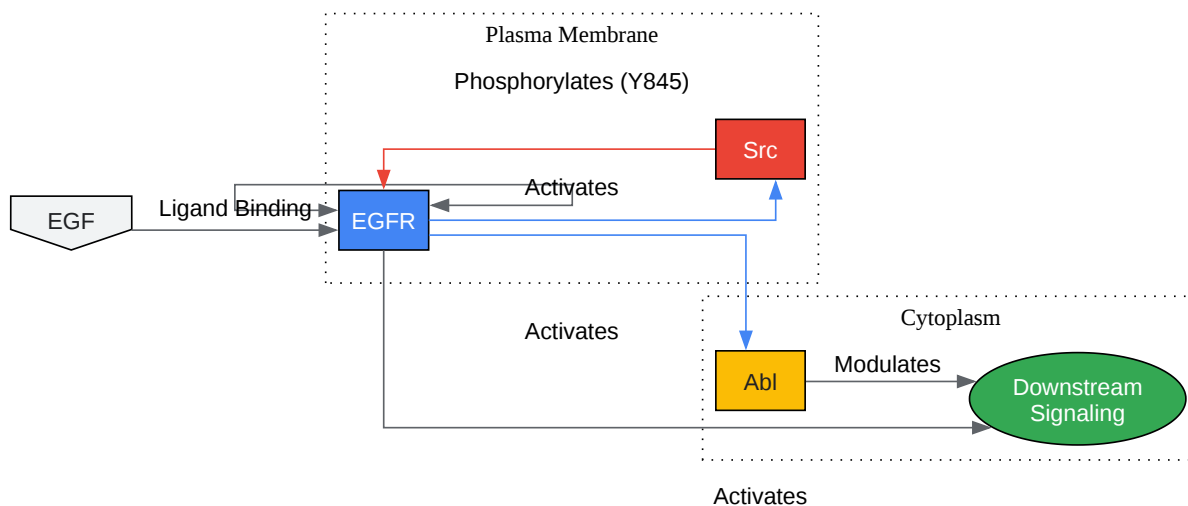 Plasma Membrane
Phosphorylates (Y845)
Src
Activates
EGF
Ligand Binding
EGFR
Activates
Cytoplasm
Abl
Modulates
Downstream
Signaling
Activates